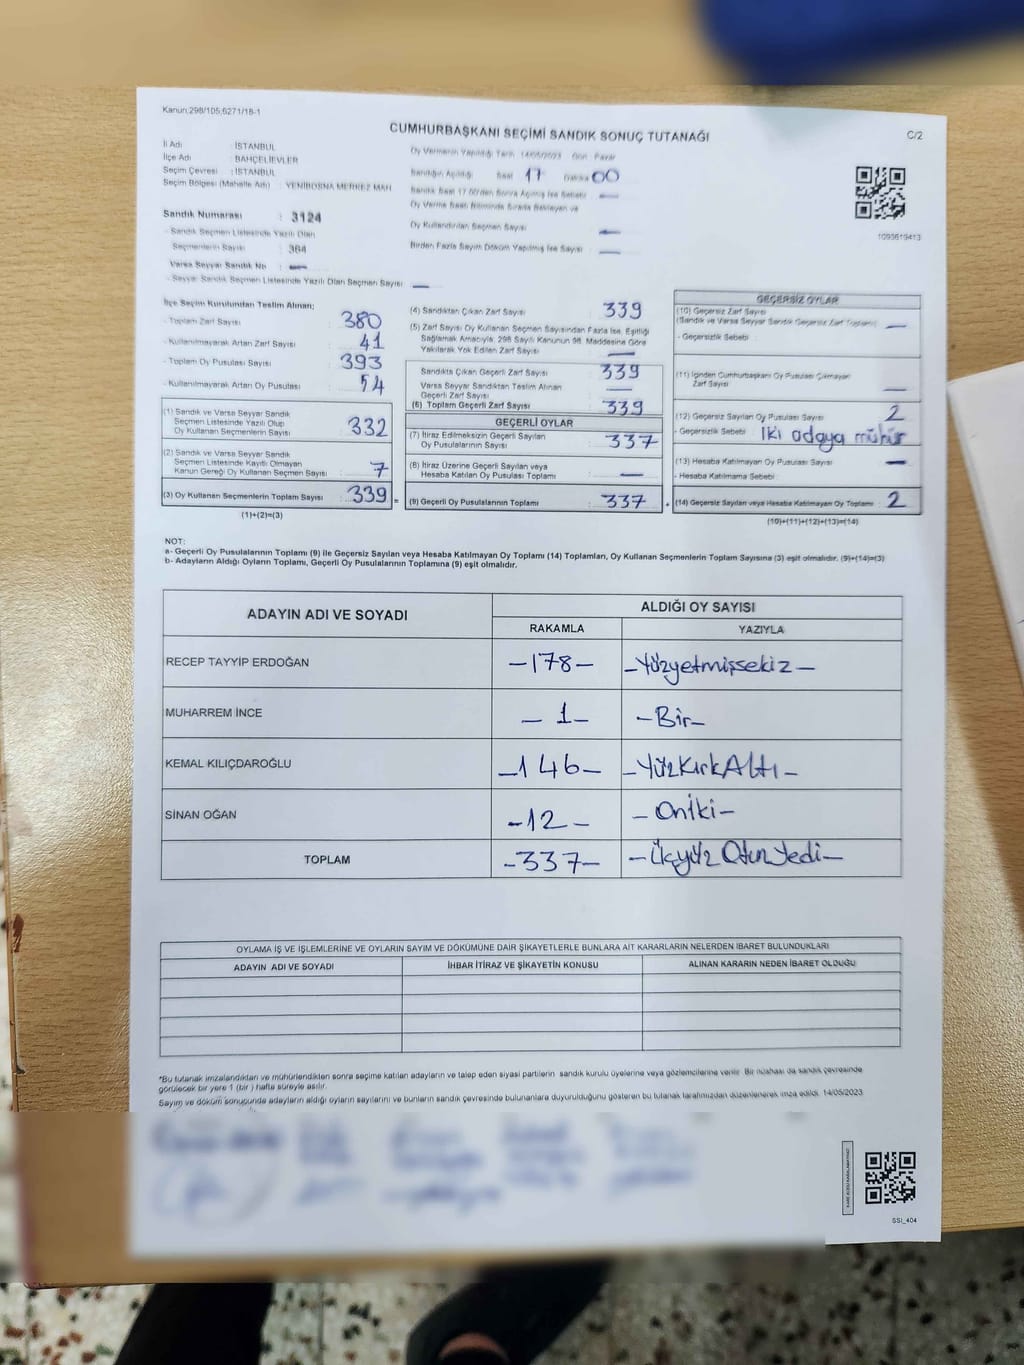 Kanun;298/105;6271/18-1
CUMHURBAŞKANI SEÇİMİ SANDIK SONUÇ TUTANAĞI
C/2
İl Adı : İSTANBUL
İlçe Adı : BAHÇELİEVLER
Seçim Çevresi : İSTANBUL
Seçim Bölgesi (Mahalle Adı) : YENİBOSNA MERKEZ MAH
Sandık Numarası : 3124
- Sandık Seçmen Listesinde Yazılı Olan
Seçmenlerin Sayısı : 364
Varsa Seyyar Sandık No : —
- Seyyar Sandık Seçmen Listesinde Yazılı Olan Seçmen Sayısı —
Oy Vermenin Yapıldığı Tarih 14/05/2023 Gün : Pazar
Sandığın Açıldığı Saat 17 Dakika 00
Sandık Saat 17.00'den Sonra Açılmış İse Sebebi —
Oy Verme Saati Bitiminde Sırada Bekleyen ve
Oy Kullandırılan Seçmen Sayısı —
Birden Fazla Sayım Döküm Yapılmış İse Sayısı —
1093619413
İlçe Seçim Kurulundan Teslim Alınan;
- Toplam Zarf Sayısı : 380
- Kullanılmayarak Artan Zarf Sayısı : 41
- Toplam Oy Pusulası Sayısı : 393
- Kullanılmayarak Artan Oy Pusulası : 54
(1) Sandık ve Varsa Seyyar Sandık
Seçmen Listesinde Yazılı Olup
Oy Kullanan Seçmenlerin Sayısı : 332
(2) Sandık ve Varsa Seyyar Sandık
Seçmen Listesinde Kayıtlı Olmayan
Kanun Gereği Oy Kullanan Seçmen Sayısı : 7
(3) Oy Kullanan Seçmenlerin Toplam Sayısı : 339 =
(1)+(2)=(3)
(4) Sandıktan Çıkan Zarf Sayısı : 339
(5) Zarf Sayısı Oy Kullanan Seçmen Sayısından Fazla İse, Eşitliği
Sağlamak Amacıyla, 298 Sayılı Kanunun 98. Maddesine Göre
Yakılarak Yok Edilen Zarf Sayısı : —
Sandıkta Çıkan Geçerli Zarf Sayısı : 339
Varsa Seyyar Sandıktan Teslim Alınan
Geçerli Zarf Sayısı : —
(6) Toplam Geçerli Zarf Sayısı : 339
GEÇERLİ OYLAR
(7) İtiraz Edilmeksizin Geçerli Sayılan
Oy Pusulalarının Sayısı : 337
(8) İtiraz Üzerine Geçerli Sayılan veya
Hesaba Katılan Oy Pusulaları Toplamı : —
(9) Geçerli Oy Pusulalarının Toplamı : 337 +
GEÇERSİZ OYLAR
(10) Geçersiz Zarf Sayısı
(Sandık ve Varsa Seyyar Sandık Geçersiz Zarf Toplamı) : —
- Geçersizlik Sebebi :
(11) İçinden Cumhurbaşkanı Oy Pusulası Çıkmayan
Zarf Sayısı : —
(12) Geçersiz Sayılan Oy Pusulası Sayısı : 2
- Geçersizlik Sebebi : İki adaya mühür
(13) Hesaba Katılmayan Oy Pusulası Sayısı : —
- Hesaba Katılmama Sebebi :
(14) Geçersiz Sayılan veya Hesaba Katılmayan Oy Toplamı : 2
(10)+(11)+(12)+(13)=(14)
NOT:
a- Geçerli Oy Pusulalarının Toplamı (9) ile Geçersiz Sayılan veya Hesaba Katılmayan Oy Toplamı (14) Toplamları, Oy Kullanan Seçmenlerin Toplam Sayısına (3) eşit olmalıdır. (9)+(14)=(3)
b- Adayların Aldığı Oyların Toplamı, Geçerli Oy Pusulalarının Toplamına (9) eşit olmalıdır.
ADAYIN ADI VE SOYADI
ALDIĞI OY SAYISI
RAKAMLA YAZIYLA
RECEP TAYYİP ERDOĞAN -178- -Yüzyetmişsekiz-
MUHARREM İNCE - 1 - -Bir-
KEMAL KILIÇDAROĞLU -146- -YüzKırkAltı-
SİNAN OĞAN -12- -Oniki-
TOPLAM -337- -Üçyüz OtuzYedi-
OYLAMA İŞ VE İŞLEMLERİNE VE OYLARIN SAYIM VE DÖKÜMÜNE DAİR ŞİKAYETLERLE BUNLARA AİT KARARLARIN NELERDEN İBARET BULUNDUKLARI
ADAYIN ADI VE SOYADI İHBAR İTİRAZ VE ŞİKAYETİN KONUSU ALINAN KARARIN NEDEN İBARET OLDUĞU
*Bu tutanak imzalandıktan ve mühürlendikten sonra seçime katılan adayların ve talep eden siyasi partilerin sandık kurulu üyelerine veya gözlemcilerine verilir. Bir nüshası da sandık çevresinde
görülecek bir yere 1 (bir) hafta süreyle asılır.
Sayım ve döküm sonucunda adayların aldığı oyların sayılarını ve bunların sandık çevresinde bulunanlara duyurulduğunu gösteren bu tutanak tarafımızdan düzenlenerek imza edildi. 14/05/2023
SSI_404